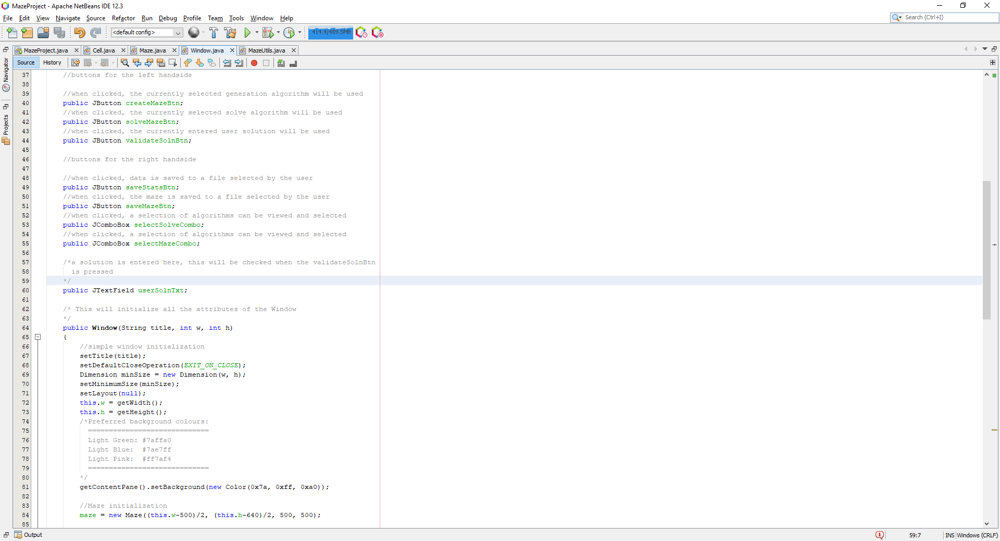 MazeProject - Apache NetBeans IDE 12.3
File Edit View Navigate Source Refactor Run Debug Profile Team Tools Window Help
Search (Ctrl+I)
<default config>
414.4/489.5MB
MazeProject.java Cell.java Maze.java Window.java MazeUtils.java
Source History
Navigator
Projects
37 //buttons for the left handside
38
39 //when clicked, the currently selected generation algorithm will be used
40 public JButton createMazeBtn;
41 //when clicked, the currently selected solve algorithm will be used
42 public JButton solveMazeBtn;
43 //when clicked, the currently entered user solution will be used
44 public JButton validateSolnBtn;
45
46 //buttons for the right handside
47
48 //when clicked, data is saved to a file selected by the user
49 public JButton saveStatsBtn;
50 //when clicked, the maze is saved to a file selected by the user
51 public JButton saveMazeBtn;
52 //when clicked, a selection of algorithms can be viewed and selected
53 public JComboBox selectSolveCombo;
54 //when clicked, a selection of algorithms can be viewed and selected
55 public JComboBox selectMazeCombo;
56
57 /*a solution is entered here, this will be checked when the validateSolnBtn
58 is pressed
59 */
60 public JTextField userSolnTxt;
61
62 /* This will initialize all the attributes of the Window
63 */
64 public Window(String title, int w, int h)
65 {
66 //simple window initialization
67 setTitle(title);
68 setDefaultCloseOperation(EXIT_ON_CLOSE);
69 Dimension minSize = new Dimension(w, h);
70 setMinimumSize(minSize);
71 setLayout(null);
72 this.w = getWidth();
73 this.h = getHeight();
74 /*Preferred background colours:
75 =============================
76 Light Green: #7affa0
77 Light Blue: #7ae7ff
78 Light Pink: #ff7af4
79 =============================
80 */
81 getContentPane().setBackground(new Color(0x7a, 0xff, 0xa0));
82
83 //Maze initialization
84 maze = new Maze((this.w-500)/2, (this.h-640)/2, 500, 500);
85
Output
1
59:7
INS
Windows (CRLF)